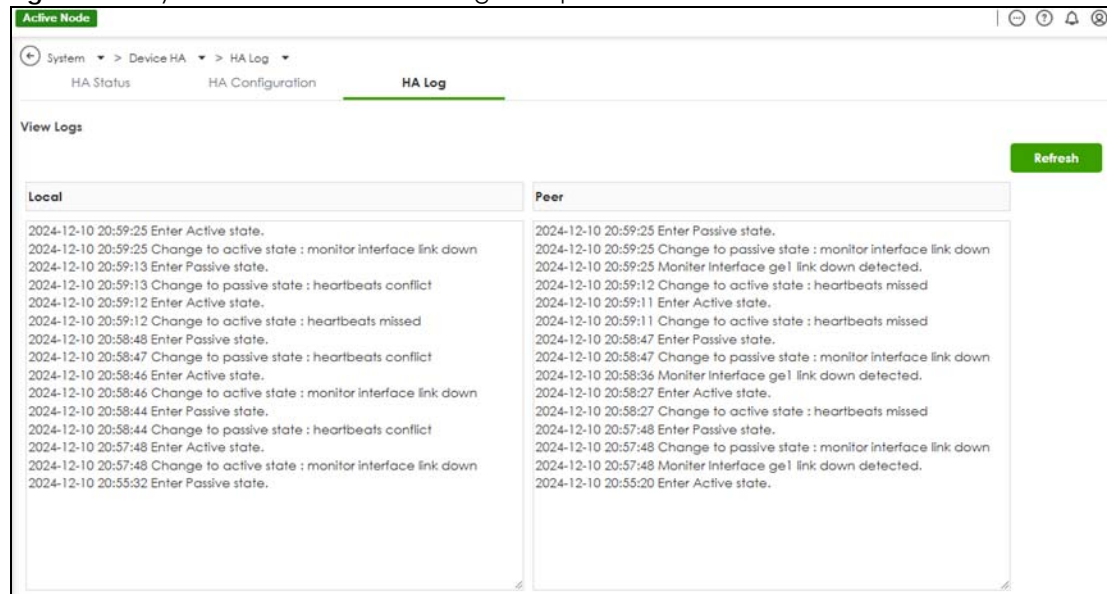 Active Node
System > Device HA > HA Log
HA Status HA Configuration HA Log
View Logs
Refresh
Local
2024-12-10 20:59:25 Enter Active state.
2024-12-10 20:59:25 Change to active state : monitor interface link down
2024-12-10 20:59:13 Enter Passive state.
2024-12-10 20:59:13 Change to passive state : heartbeats conflict
2024-12-10 20:59:12 Enter Active state.
2024-12-10 20:59:12 Change to active state : heartbeats missed
2024-12-10 20:58:48 Enter Passive state.
2024-12-10 20:58:47 Change to passive state : heartbeats conflict
2024-12-10 20:58:46 Enter Active state.
2024-12-10 20:58:46 Change to active state : monitor interface link down
2024-12-10 20:58:44 Enter Passive state.
2024-12-10 20:58:44 Change to passive state : heartbeats conflict
2024-12-10 20:57:48 Enter Active state.
2024-12-10 20:57:48 Change to active state : monitor interface link down
2024-12-10 20:55:32 Enter Passive state.
Peer
2024-12-10 20:59:25 Enter Passive state.
2024-12-10 20:59:25 Change to passive state : monitor interface link down
2024-12-10 20:59:25 Moniter Interface ge1 link down detected.
2024-12-10 20:59:12 Change to active state : heartbeats missed
2024-12-10 20:59:11 Enter Active state.
2024-12-10 20:59:11 Change to active state : heartbeats missed
2024-12-10 20:58:47 Enter Passive state.
2024-12-10 20:58:47 Change to passive state : monitor interface link down
2024-12-10 20:58:36 Moniter Interface ge1 link down detected.
2024-12-10 20:58:27 Enter Active state.
2024-12-10 20:58:27 Change to active state : heartbeats missed
2024-12-10 20:57:48 Enter Passive state.
2024-12-10 20:57:48 Change to passive state : monitor interface link down
2024-12-10 20:57:48 Moniter Interface ge1 link down detected.
2024-12-10 20:55:20 Enter Active state.